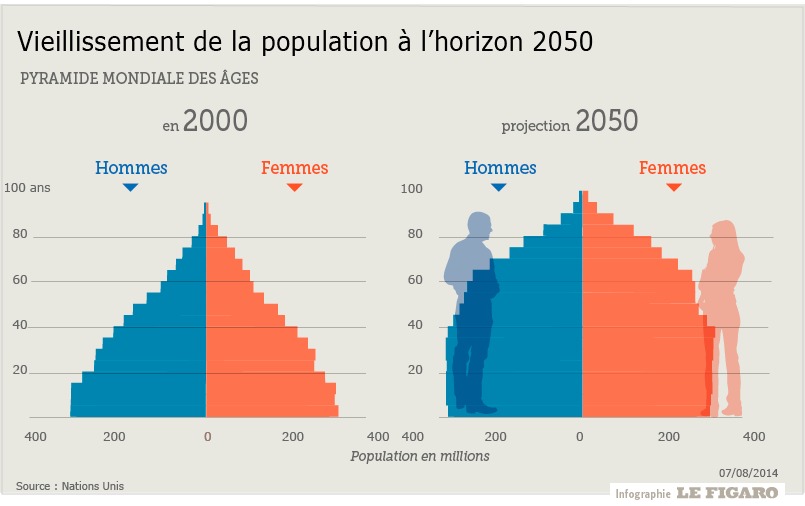 Vieillissement de la population à l'horizon 2050
PYRAMIDE MONDIALE DES ÂGES
en 2000
projection 2050
Hommes
Femmes
Hommes
Femmes
100 ans
80
60
40
20
100
80
60
40
20
400
200
0
200
400
400
200
0
200
400
Population en millions
07/08/2014
Source : Nations Unis
Infographie LE FIGARO